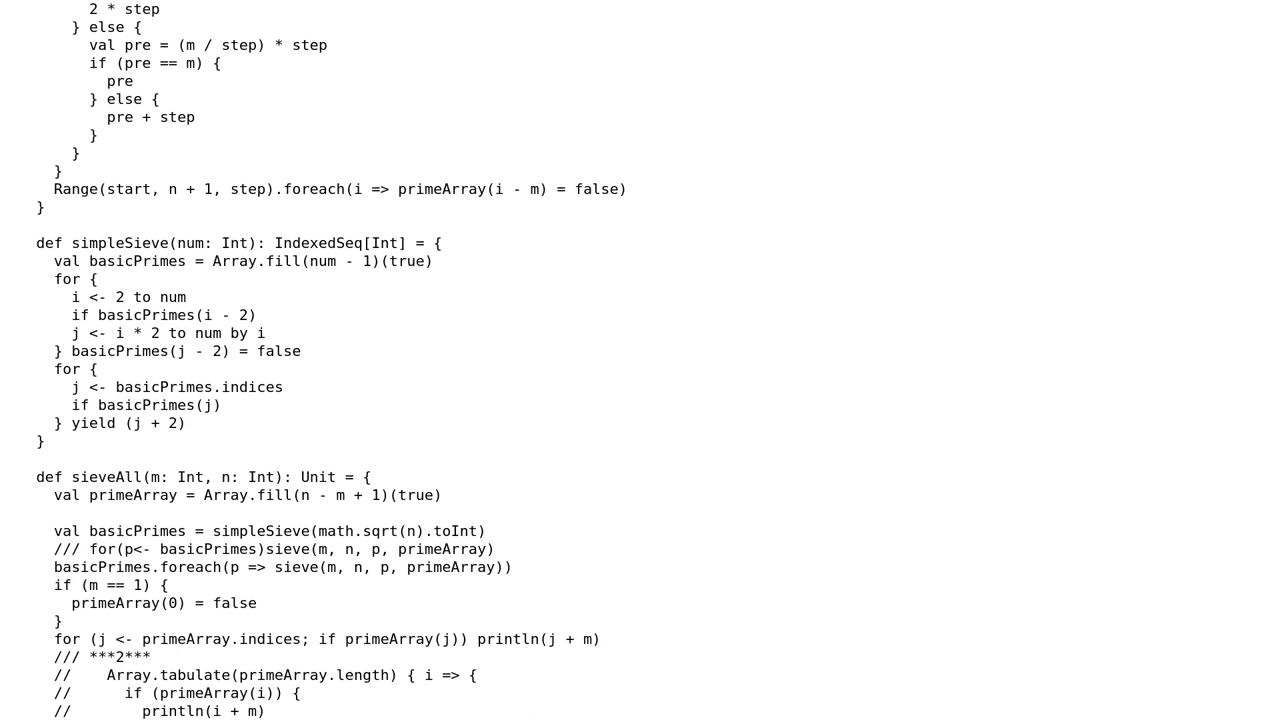 2 * step
} else {
val pre = (m / step) * step
if (pre == m) {
pre
} else {
pre + step
}
}
}
Range(start, n + 1, step).foreach(i => primeArray(i - m) = false)
}
def simpleSieve(num: Int): IndexedSeq[Int] = {
val basicPrimes = Array.fill(num - 1)(true)
for {
i <- 2 to num
if basicPrimes(i - 2)
j <- i * 2 to num by i
} basicPrimes(j - 2) = false
for {
j <- basicPrimes.indices
if basicPrimes(j)
} yield (j + 2)
}
def sieveAll(m: Int, n: Int): Unit = {
val primeArray = Array.fill(n - m + 1)(true)
val basicPrimes = simpleSieve(math.sqrt(n).toInt)
/// for(p<- basicPrimes)sieve(m, n, p, primeArray)
basicPrimes.foreach(p => sieve(m, n, p, primeArray))
if (m == 1) {
primeArray(0) = false
}
for (j <- primeArray.indices; if primeArray(j)) println(j + m)
/// ***2***
//    Array.tabulate(primeArray.length) { i => {
//      if (primeArray(i)) {
//        println(i + m)